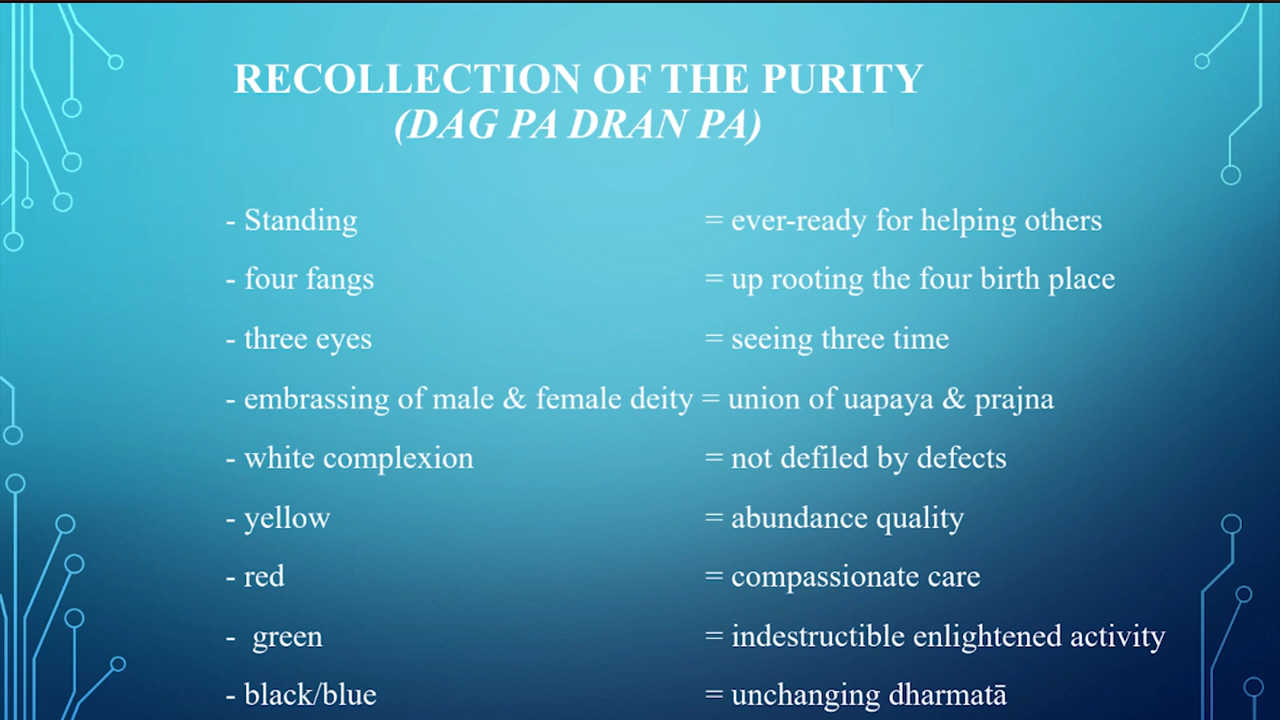 RECOLLECTION OF THE PURITY
(DAG PA DRAN PA)
- Standing = ever-ready for helping others
- four fangs = up rooting the four birth place
- three eyes = seeing three time
- embrassing of male & female deity = union of uapaya & prajna
- white complexion = not defiled by defects
- yellow = abundance quality
- red = compassionate care
- green = indestructible enlightened activity
- black/blue = unchanging dharmatā